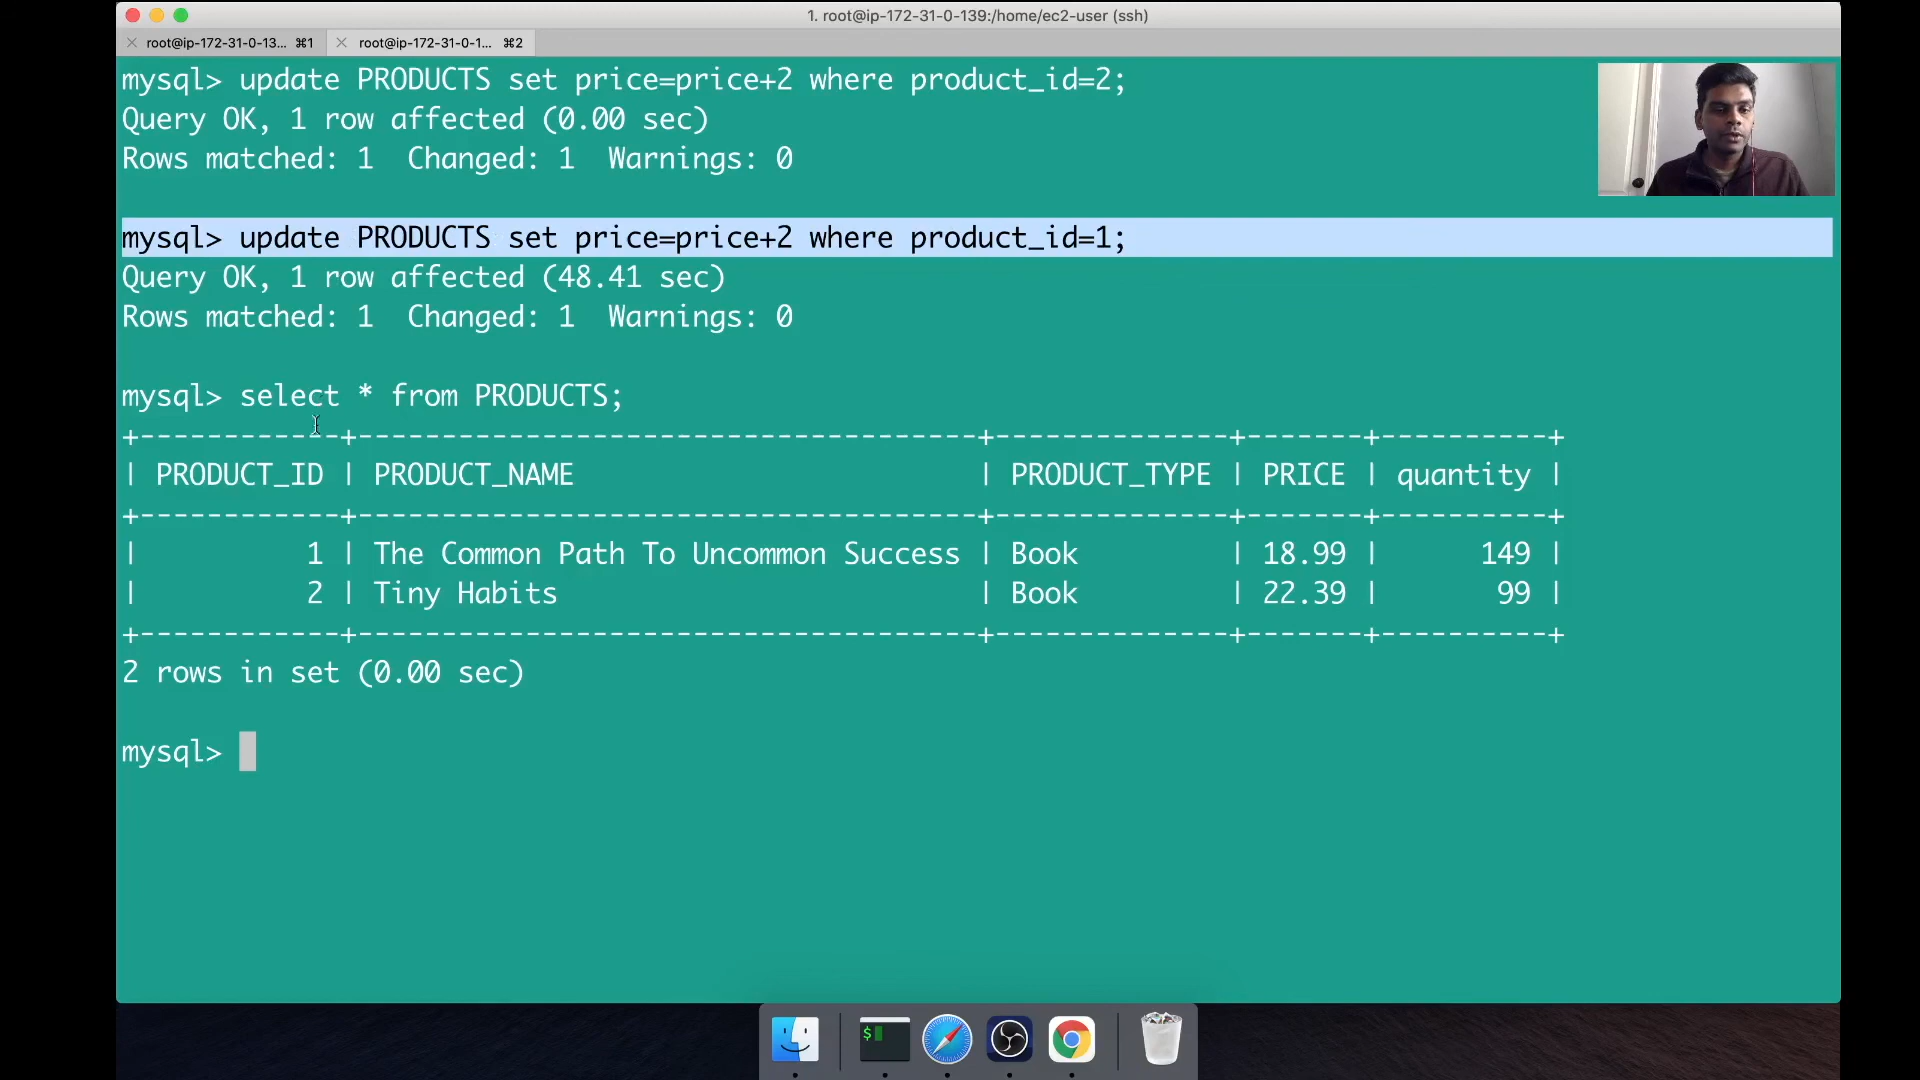 1. root@ip-172-31-0-139:/home/ec2-user (ssh)
root@ip-172-31-0-13... ⌘1 root@ip-172-31-0-1... ⌘2
mysql> update PRODUCTS set price=price+2 where product_id=2;
Query OK, 1 row affected (0.00 sec)
Rows matched: 1  Changed: 1  Warnings: 0
mysql> update PRODUCTS set price=price+2 where product_id=1;
Query OK, 1 row affected (48.41 sec)
Rows matched: 1  Changed: 1  Warnings: 0
mysql> select * from PRODUCTS;
+------------+-------------------------------------+--------------+-------+----------+
| PRODUCT_ID | PRODUCT_NAME                        | PRODUCT_TYPE | PRICE | quantity |
+------------+-------------------------------------+--------------+-------+----------+
|          1 | The Common Path To Uncommon Success | Book         | 18.99 |      149 |
|          2 | Tiny Habits                         | Book         | 22.39 |       99 |
+------------+-------------------------------------+--------------+-------+----------+
2 rows in set (0.00 sec)
mysql>
$